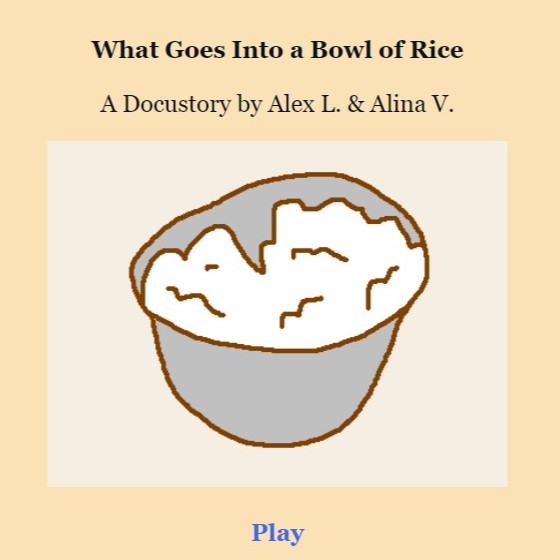 What Goes Into a Bowl of Rice
A Docustory by Alex L. & Alina V.
Play